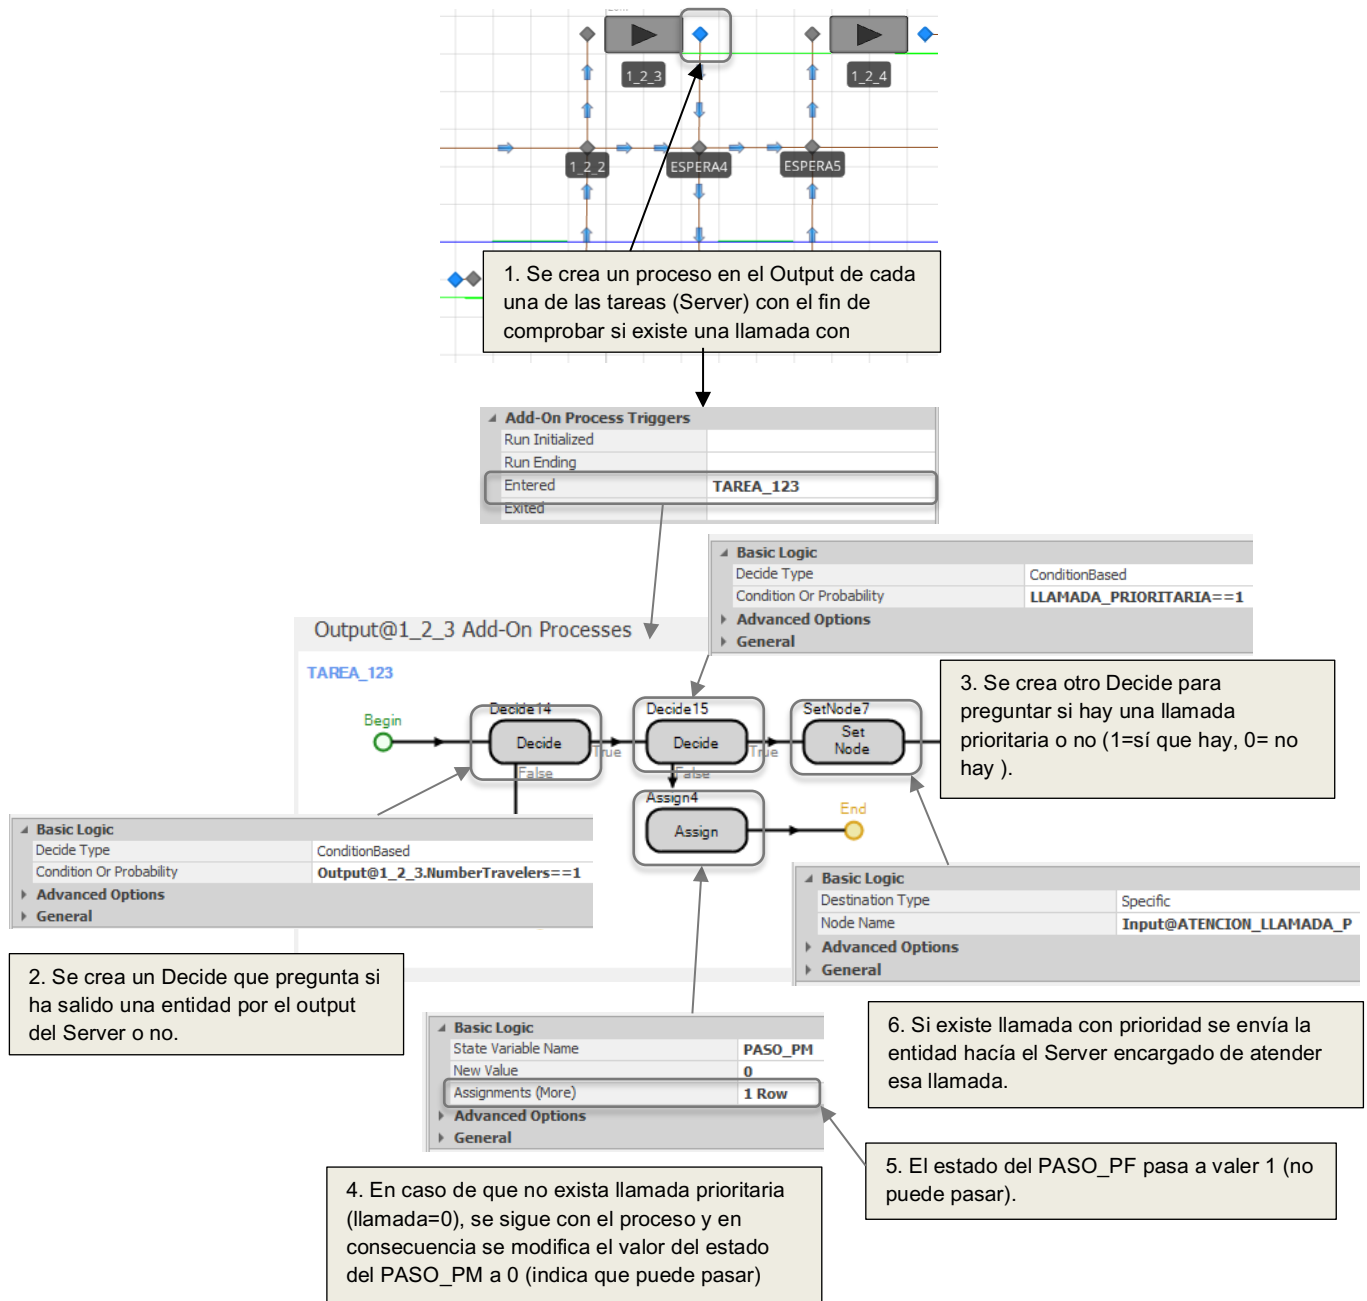 1_2_3
1_2_4
1_2_2
ESPERA4
ESPERA5
1. Se crea un proceso en el Output de cada
una de las tareas (Server) con el fin de
comprobar si existe una llamada con
Add-On Process Triggers
Run Initialized
Run Ending
Entered TAREA_123
Exited
Basic Logic
Decide Type ConditionBased
Condition Or Probability LLAMADA_PRIORITARIA==1
Advanced Options
General
Output@1_2_3 Add-On Processes
TAREA_123
Begin
Decide14
Decide
True
False
Decide15
Decide
True
False
SetNode7
Set
Node
Assign4
Assign
End
3. Se crea otro Decide para
preguntar si hay una llamada
prioritaria o no (1=sí que hay, 0= no
hay ).
Basic Logic
Decide Type ConditionBased
Condition Or Probability Output@1_2_3.NumberTravelers==1
Advanced Options
General
Basic Logic
Destination Type Specific
Node Name Input@ATENCION_LLAMADA_P
Advanced Options
General
2. Se crea un Decide que pregunta si
ha salido una entidad por el output
del Server o no.
Basic Logic
State Variable Name PASO_PM
New Value 0
Assignments (More) 1 Row
Advanced Options
General
6. Si existe llamada con prioridad se envía la
entidad hacía el Server encargado de atender
esa llamada.
5. El estado del PASO_PF pasa a valer 1 (no
puede pasar).
4. En caso de que no exista llamada prioritaria
(llamada=0), se sigue con el proceso y en
consecuencia se modifica el valor del estado
del PASO_PM a 0 (indica que puede pasar)